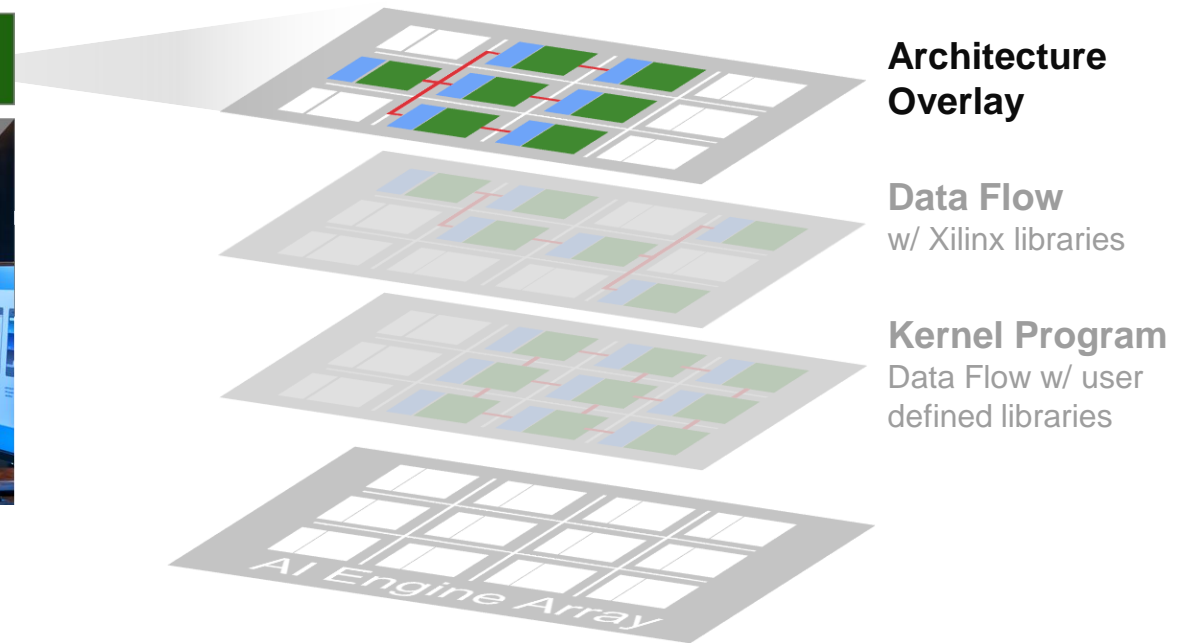 Architecture
Overlay
Data Flow
w/ Xilinx libraries
Kernel Program
Data Flow w/ user
defined libraries
AI Engine Array